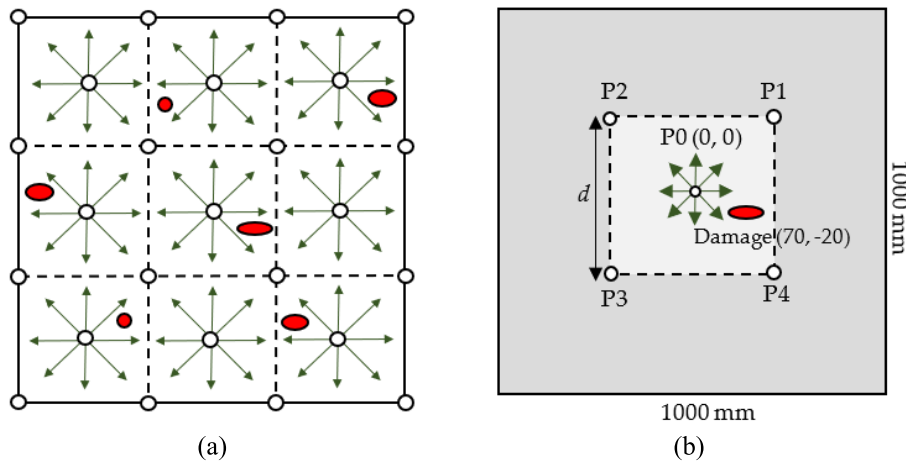 P2
P1
P0 (0, 0)
d
1000 mm
Damage (70, -20)
P3
P4
1000 mm
(a)
(b)